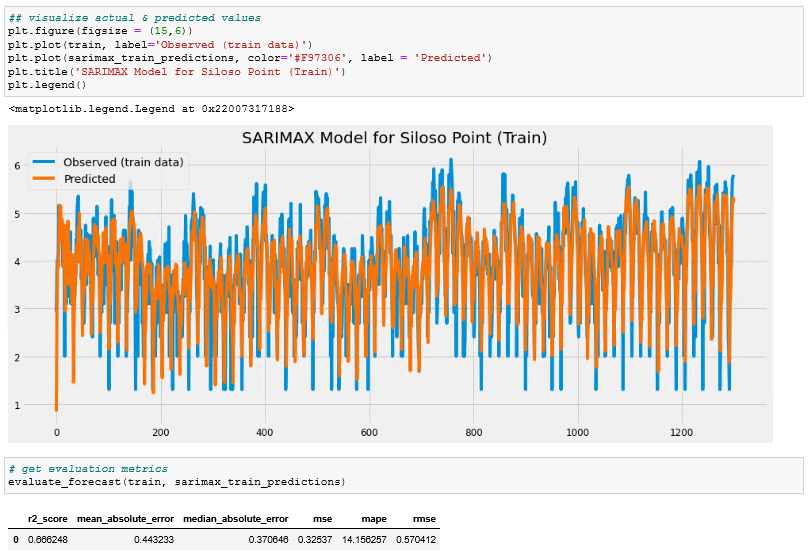 ## visualize actual & predicted values
plt.figure(figsize = (15,6))
plt.plot(train, label='Observed (train data)')
plt.plot(sarimax_train_predictions, color='#F97306', label = 'Predicted')
plt.title('SARIMAX Model for Siloso Point (Train)')
plt.legend()
<matplotlib.legend.Legend at 0x22007317188>
SARIMAX Model for Siloso Point (Train)
Observed (train data)
Predicted
6
5
4
3
2
1
0 200 400 600 800 1000 1200
# get evaluation metrics
evaluate_forecast(train, sarimax_train_predictions)
r2_score mean_absolute_error median_absolute_error mse mape rmse
0 0.666248 0.443233 0.370646 0.32537 14.156257 0.570412